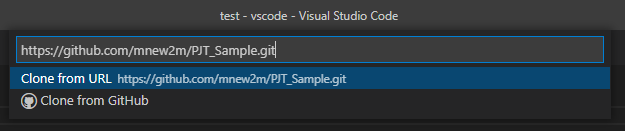 test - vscode - Visual Studio Code
https://github.com/mnew2m/PJT_Sample.git
Clone from URL https://github.com/mnew2m/PJT_Sample.git
Clone from GitHub